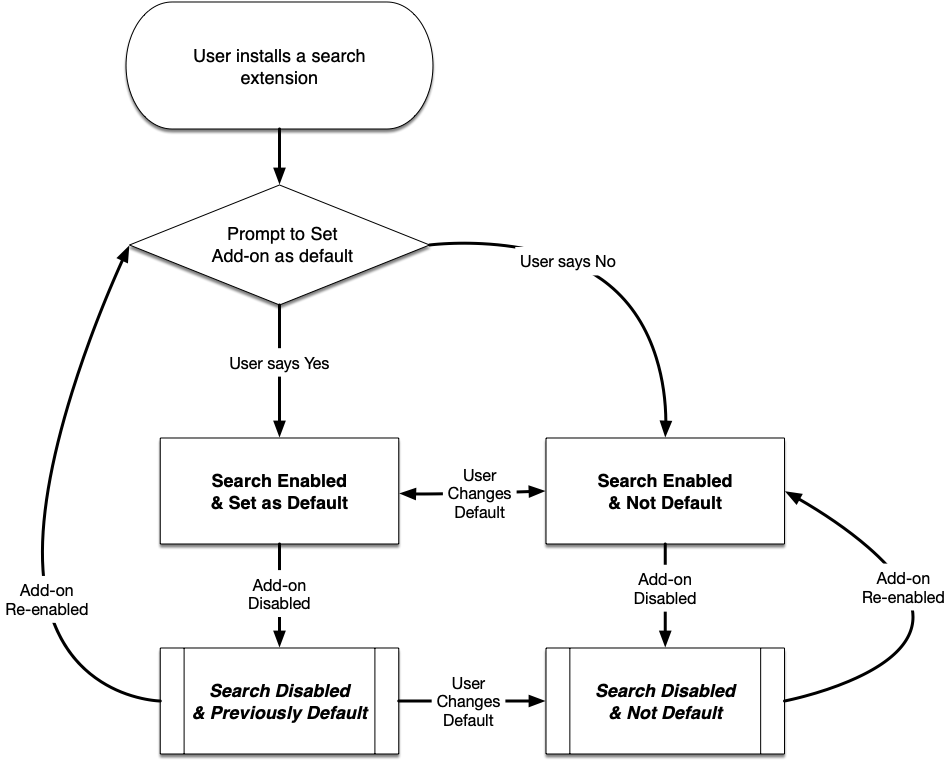 User installs a search
extension
Prompt to Set
Add-on as default
User says No
User says Yes
Search Enabled
& Set as Default
User
Changes
Default
Search Enabled
& Not Default
Add-on
Re-enabled
Add-on
Disabled
Add-on
Disabled
Add-on
Re-enabled
Search Disabled
& Previously Default
User
Changes
Default
Search Disabled
& Not Default